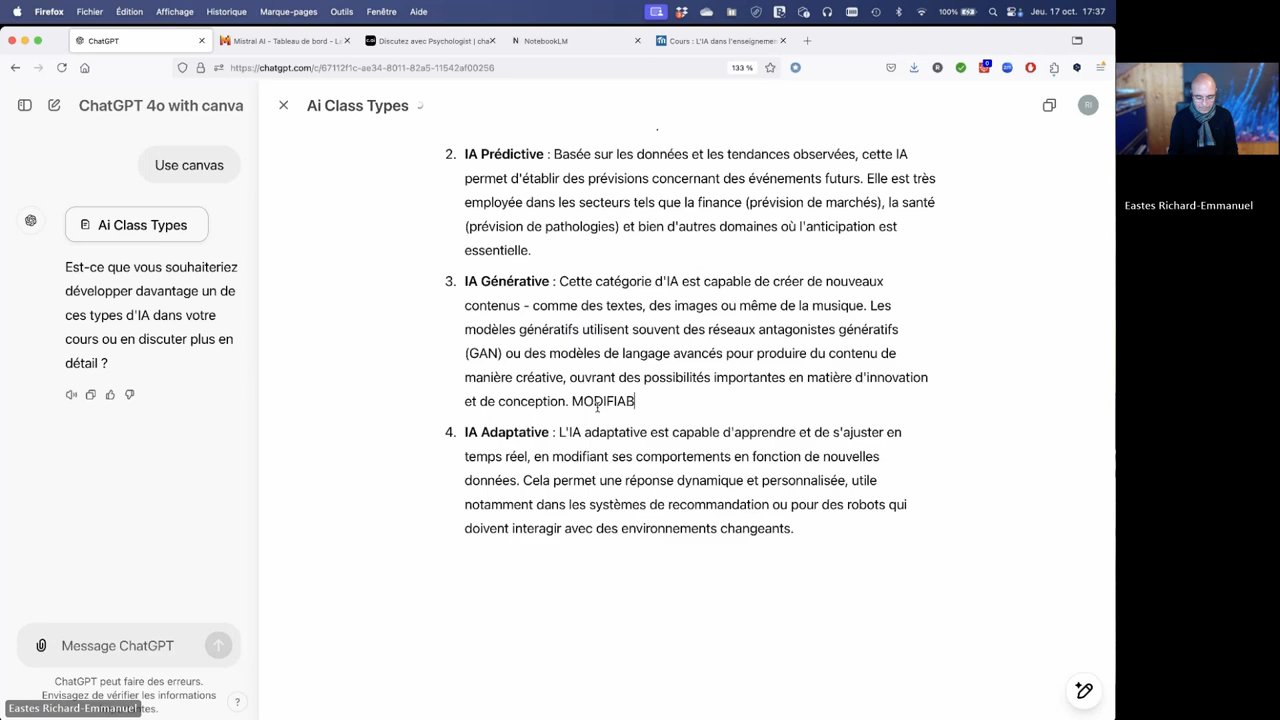 Firefox Fichier Édition Affichage Historique Marque-pages Outils Fenêtre Aide 100% Jeu. 17 oct. 17:37
ChatGPT Mistral AI - Tableau de bord - L Discutez avec Psychologist | cha NotebookLM Cours : L'IA dans l'enseigneme
https://chatgpt.com/c/67112f1c-ae34-8011-82a5-11542af00256 133 %
ChatGPT 4o with canva
Ai Class Types
RI
Use canvas
Ai Class Types
Est-ce que vous souhaiteriez
développer davantage un de
ces types d'IA dans votre
cours ou en discuter plus en
détail ?
2. IA Prédictive : Basée sur les données et les tendances observées, cette IA
permet d'établir des prévisions concernant des événements futurs. Elle est très
employée dans les secteurs tels que la finance (prévision de marchés), la santé
(prévision de pathologies) et bien d'autres domaines où l'anticipation est
essentielle.
3. IA Générative : Cette catégorie d'IA est capable de créer de nouveaux
contenus - comme des textes, des images ou même de la musique. Les
modèles génératifs utilisent souvent des réseaux antagonistes génératifs
(GAN) ou des modèles de langage avancés pour produire du contenu de
manière créative, ouvrant des possibilités importantes en matière d'innovation
et de conception. MODIFIAB
4. IA Adaptative : L'IA adaptative est capable d'apprendre et de s'ajuster en
temps réel, en modifiant ses comportements en fonction de nouvelles
données. Cela permet une réponse dynamique et personnalisée, utile
notamment dans les systèmes de recommandation ou pour des robots qui
doivent interagir avec des environnements changeants.
Message ChatGPT
ChatGPT peut faire des erreurs.
Envisagez de vérifier les informations
?
Eastes Richard-Emmanuel
Eastes Richard-Emmanuel